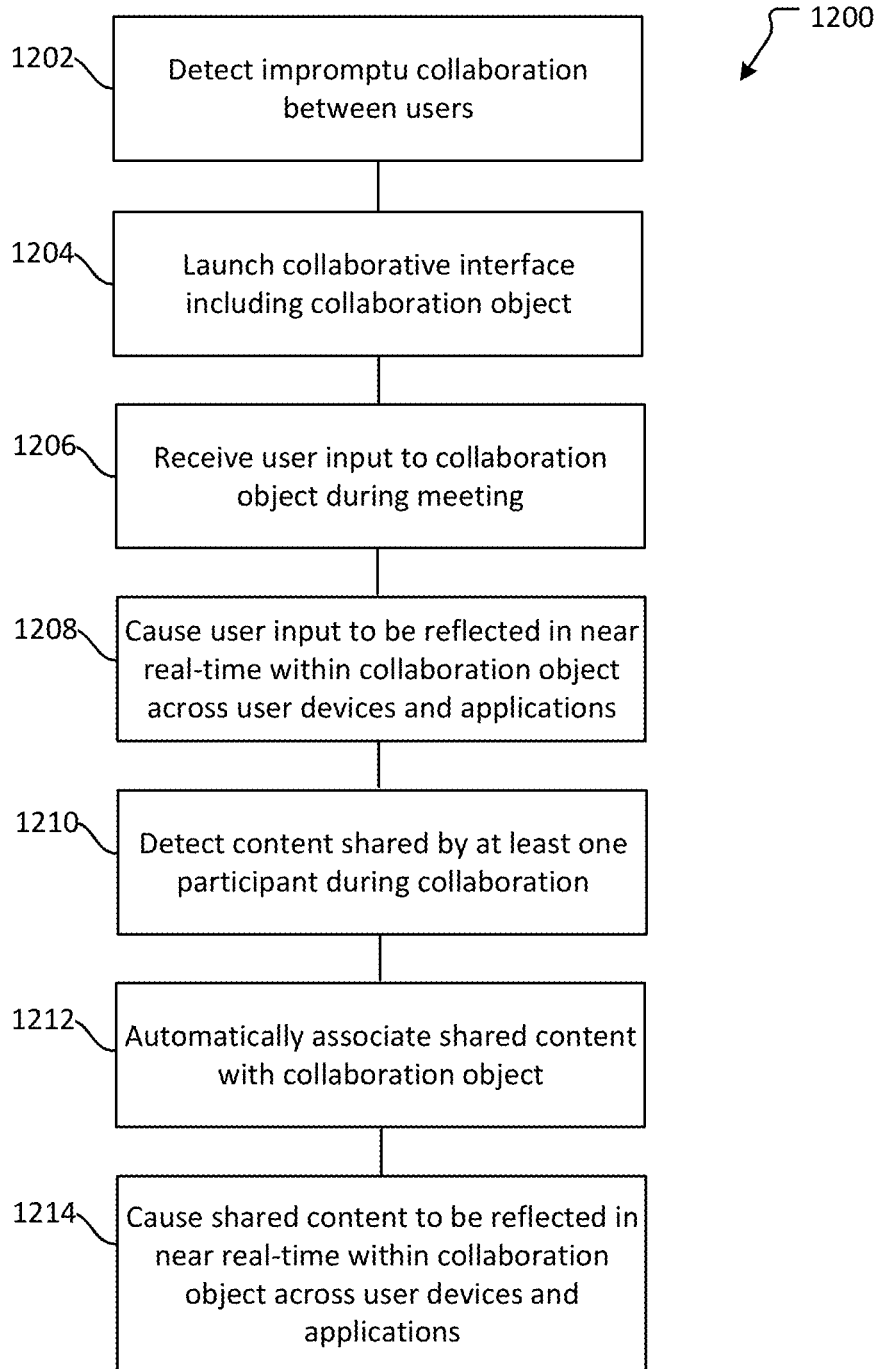 1200
1202
Detect impromptu collaboration
between users
1204
Launch collaborative interface
including collaboration object
1206
Receive user input to collaboration
object during meeting
1208
Cause user input to be reflected in near
real-time within collaboration object
across user devices and applications
1210
Detect content shared by at least one
participant during collaboration
1212
Automatically associate shared content
with collaboration object
1214
Cause shared content to be reflected in
near real-time within collaboration
object across user devices and
applications